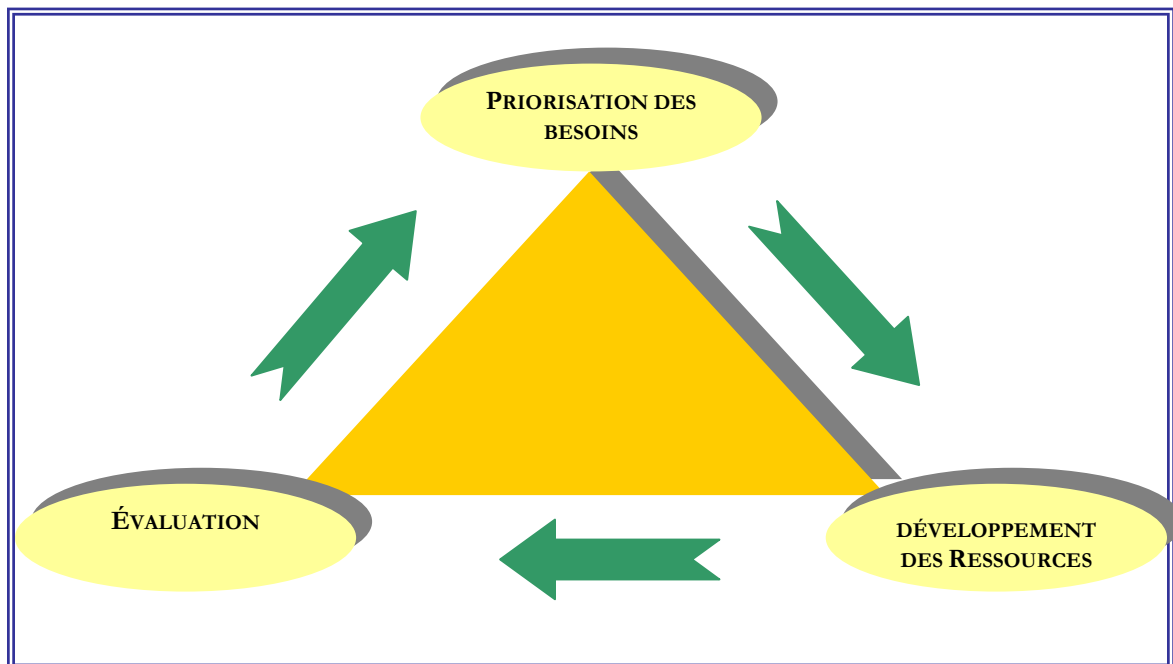 PRIORISATION DES
BESOINS
ÉVALUATION
DÉVELOPPEMENT
DES RESSOURCES